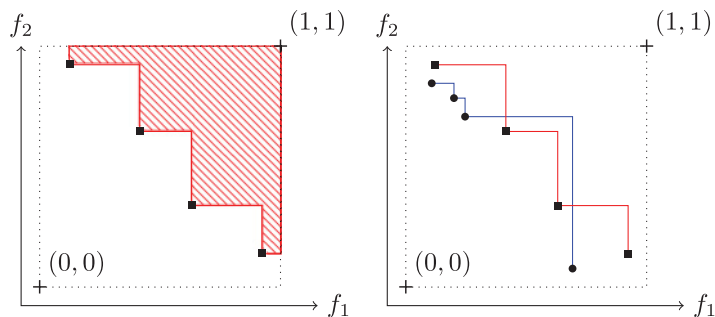 f₂
(1, 1)
(0, 0)
f₁
f₂
(1, 1)
(0, 0)
f₁